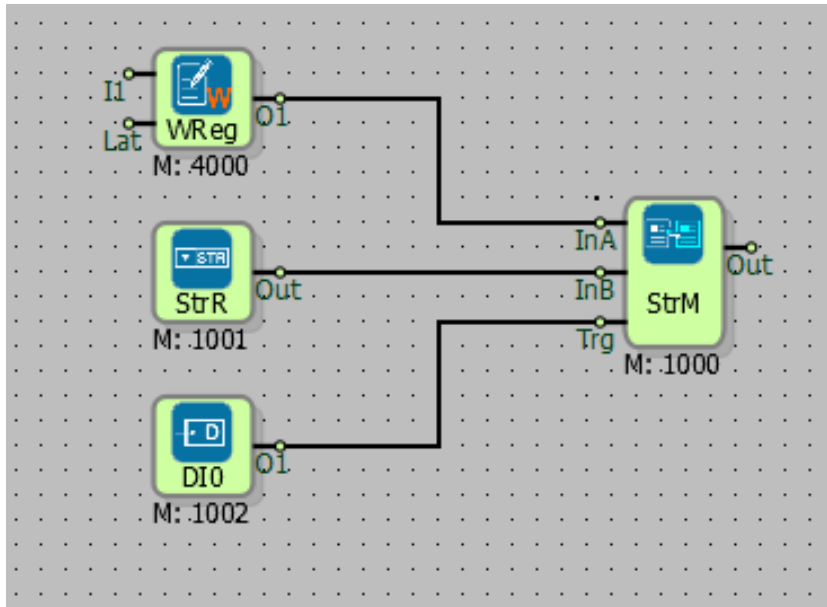 I1
Lat
W
WReg
O1
M: 4000
STR
StrR
Out
M: 1001
D
DI0
O1
M: 1002
InA
InB
Trg
StrM
Out
M: 1000